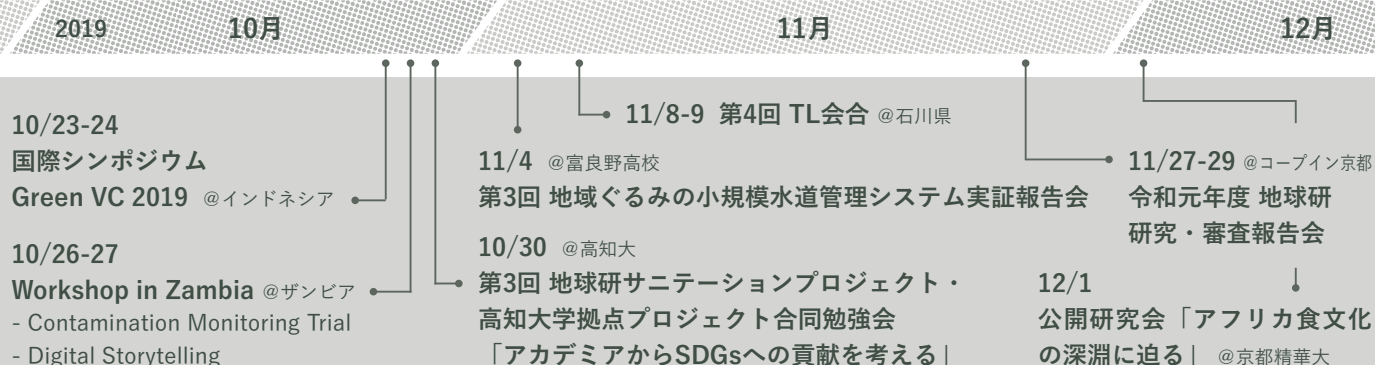 2019 10月 11月 12月
10/23-24
国際シンポジウム
Green VC 2019 @インドネシア
10/26-27
Workshop in Zambia @ザンビア
- Contamination Monitoring Trial
- Digital Storytelling
11/8-9 第4回 TL会合 @石川県
11/4 @富良野高校
第3回 地域ぐるみの小規模水道管理システム実証報告会
10/30 @高知大
第3回 地球研サニテーションプロジェクト・
高知大学拠点プロジェクト合同勉強会
「アカデミアからSDGsへの貢献を考える」
11/27-29 @コープイン京都
令和元年度 地球研
研究・審査報告会
12/1
公開研究会「アフリカ食文化
の深淵に迫る」 @京都精華大